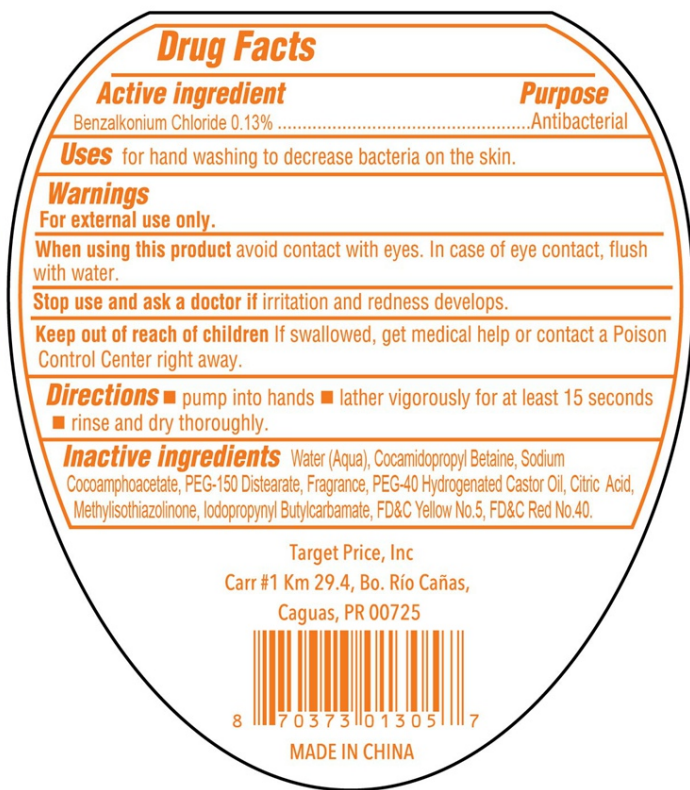 Drug Facts
Active ingredient Purpose
Benzalkonium Chloride 0.13% ....................................................Antibacterial
Uses for hand washing to decrease bacteria on the skin.
Warnings
For external use only.
When using this product avoid contact with eyes. In case of eye contact, flush
with water.
Stop use and ask a doctor if irritation and redness develops.
Keep out of reach of children If swallowed, get medical help or contact a Poison
Control Center right away.
Directions ■ pump into hands ■ lather vigorously for at least 15 seconds
■ rinse and dry thoroughly.
Inactive ingredients Water (Aqua), Cocamidopropyl Betaine, Sodium
Cocoamphoacetate, PEG-150 Distearate, Fragrance, PEG-40 Hydrogenated Castor Oil, Citric Acid,
Methylisothiazolinone, Iodopropynyl Butylcarbamate, FD&C Yellow No.5, FD&C Red No.40.
Target Price, Inc
Carr #1 Km 29.4, Bo. Río Cañas,
Caguas, PR 00725
8 70373 01305 7
MADE IN CHINA